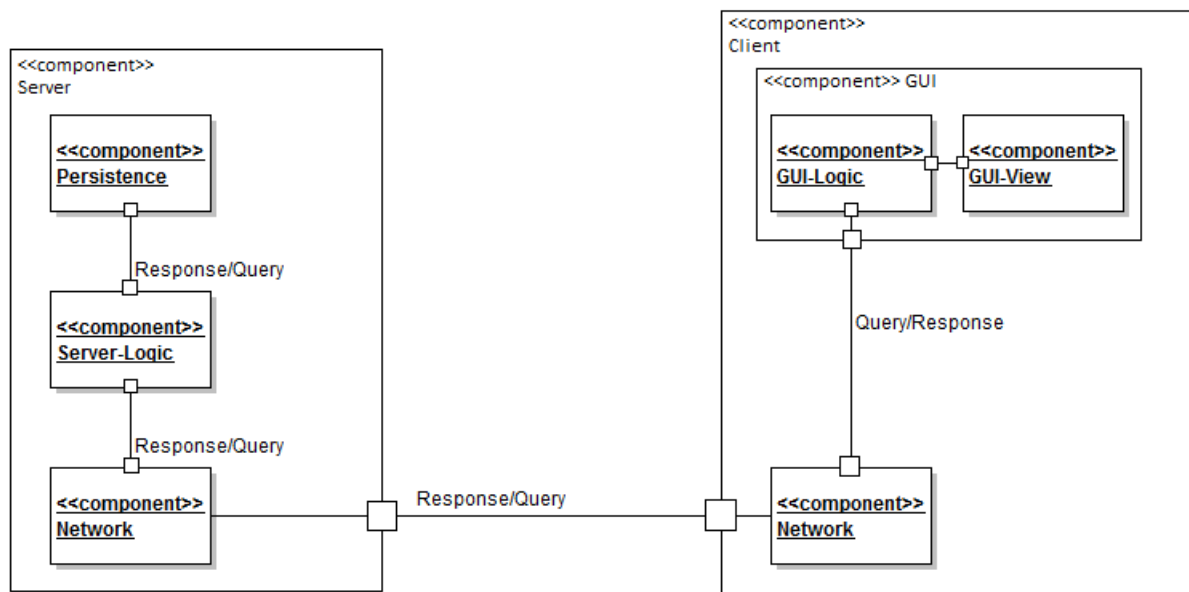 <<component>>
Server
<<component>>
Persistence
Response/Query
<<component>>
Server-Logic
Response/Query
<<component>>
Network
Response/Query
<<component>>
Client
<<component>> GUI
<<component>>
GUI-Logic
<<component>>
GUI-View
Query/Response
<<component>>
Network